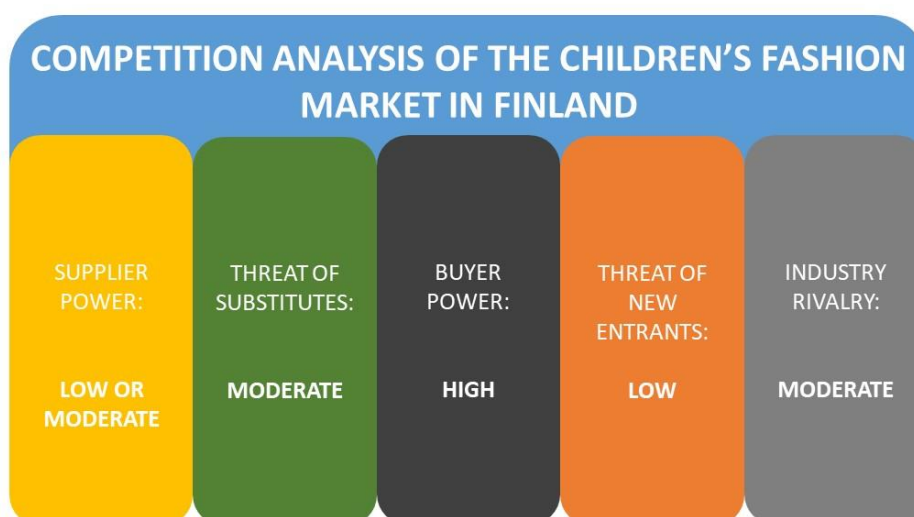 COMPETITION ANALYSIS OF THE CHILDREN'S FASHION
MARKET IN FINLAND
SUPPLIER
POWER:
LOW OR
MODERATE
THREAT OF
SUBSTITUTES:
MODERATE
BUYER
POWER:
HIGH
THREAT OF
NEW
ENTRANTS:
LOW
INDUSTRY
RIVALRY:
MODERATE